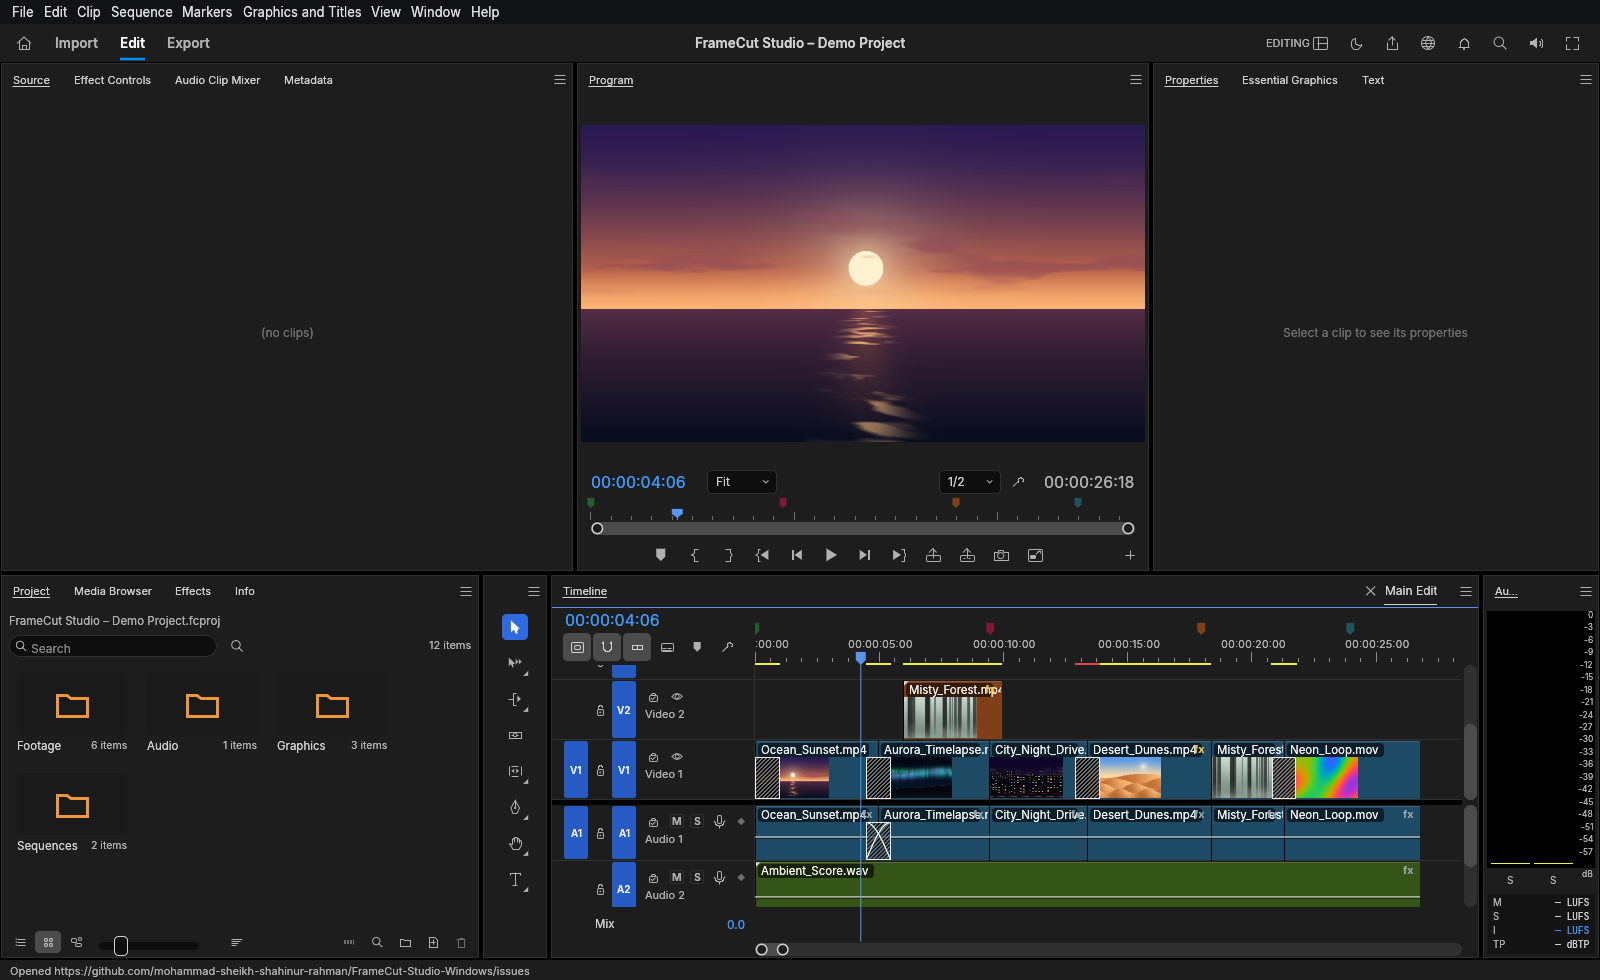 File Edit Clip Sequence Markers Graphics and Titles View Window Help
Import Edit Export
FrameCut Studio – Demo Project
EDITING
Source Effect Controls Audio Clip Mixer Metadata
(no clips)
Program
00:00:04:06 Fit 1/2 00:00:26:18
Properties Essential Graphics Text
Select a clip to see its properties
Project Media Browser Effects Info
FrameCut Studio – Demo Project.fcproj
Search
12 items
Footage 6 items
Audio 1 items
Graphics 3 items
Sequences 2 items
Timeline
Main Edit
00:00:04:06
:00:00 00:00:05:00 00:00:10:00 00:00:15:00 00:00:20:00 00:00:25:00
V2 Video 2
Misty_Forest.mp4
V1 V1 Video 1
Ocean_Sunset.mp4 Aurora_Timelapse.r City_Night_Drive. Desert_Dunes.mp4 fx Misty_Forest Neon_Loop.mov
A1 A1 M S Audio 1
Ocean_Sunset.mp4 Aurora_Timelapse. City_Night_Drive. Desert_Dunes.mp4 Misty_Forest Neon_Loop.mov fx
A2 M S Audio 2
Ambient_Score.wav fx
Mix 0.0
Au...
0
-3
-6
-9
-12
-15
-18
-21
-24
-27
-30
-33
-36
-39
-42
-45
-48
-51
-54
-57
dB
S S
M – LUFS
S – LUFS
I – LUFS
TP – dBTP
Opened https://github.com/mohammad-sheikh-shahinur-rahman/FrameCut-Studio-Windows/issues